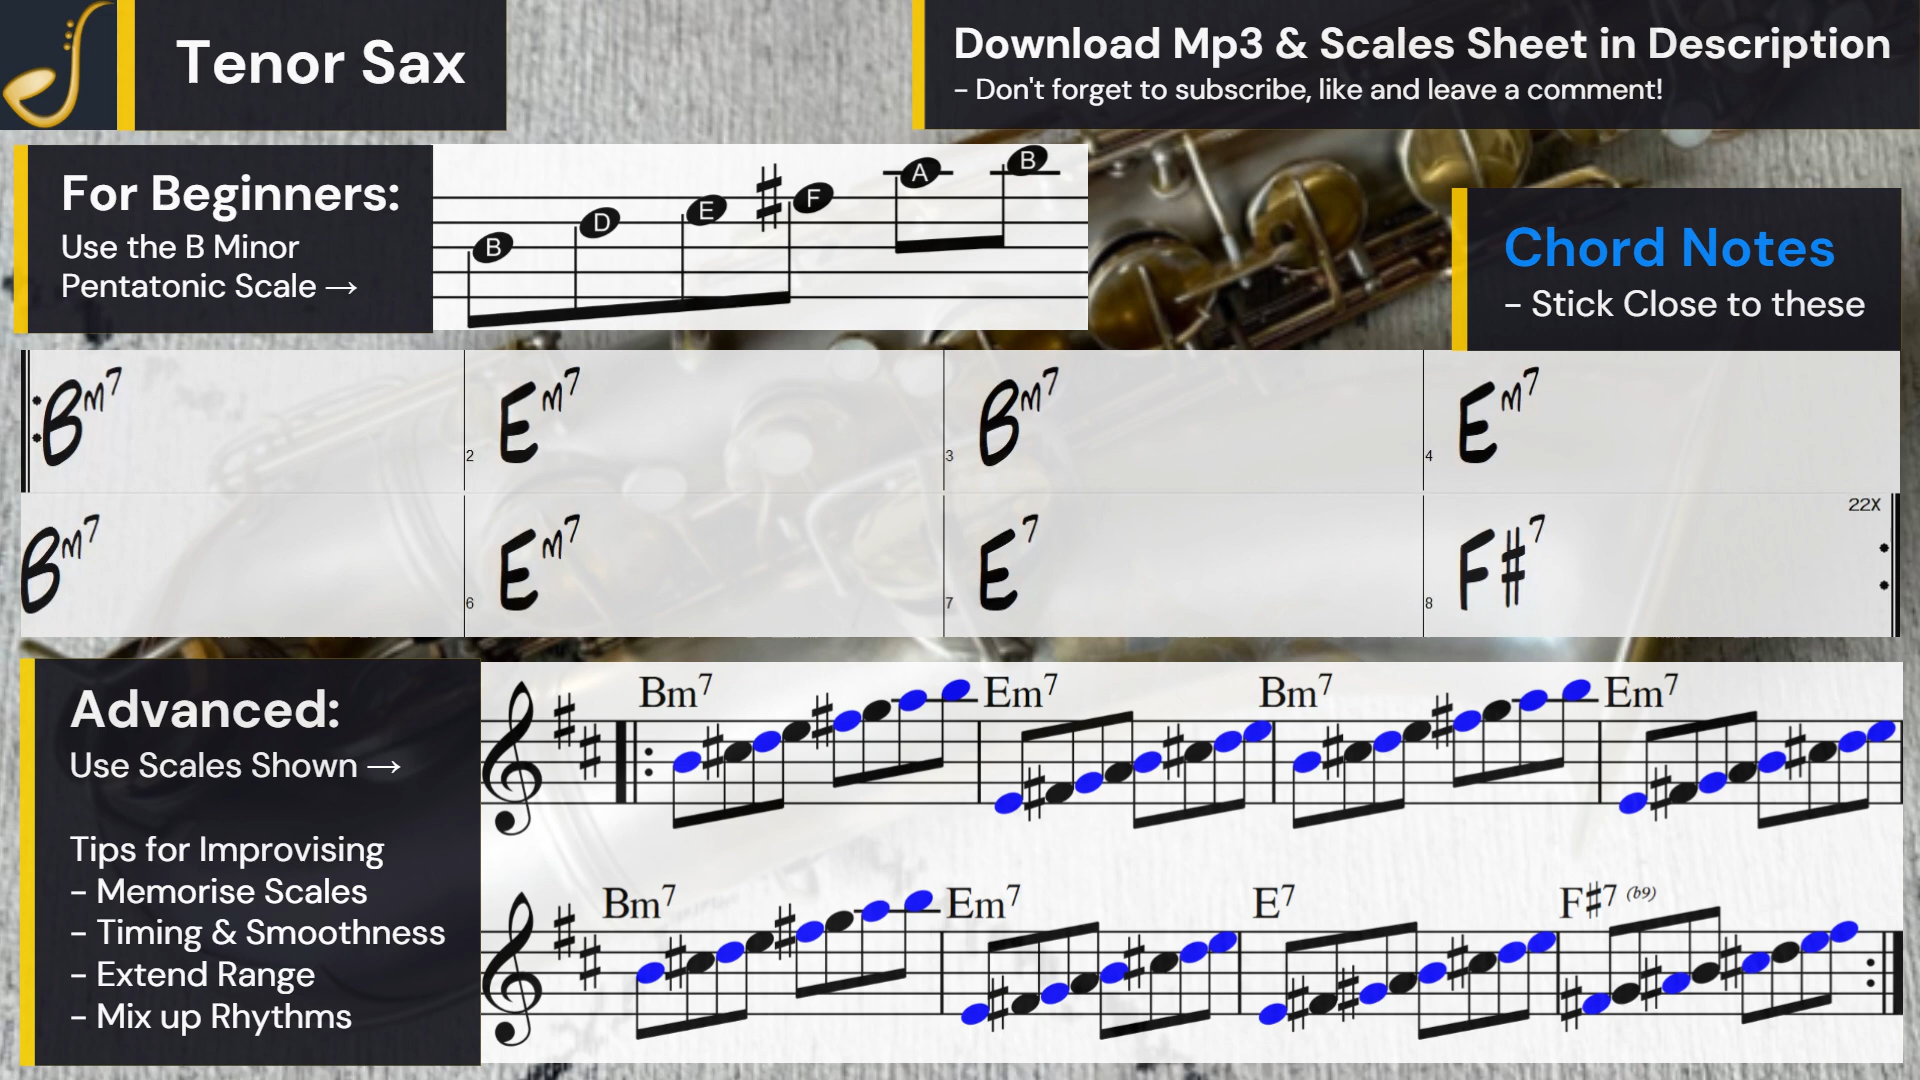 Tenor Sax
Download Mp3 & Scales Sheet in Description
- Don't forget to subscribe, like and leave a comment!
For Beginners:
Use the B Minor
Pentatonic Scale →
B D E F A B
Chord Notes
- Stick Close to these
Bm7 2 Em7 3 Bm7 4 Em7
22X
Bm7 6 Em7 7 E7 8 F#7
Advanced:
Use Scales Shown →
Tips for Improvising
- Memorise Scales
- Timing & Smoothness
- Extend Range
- Mix up Rhythms
Bm7 Em7 Bm7 Em7
Bm7 Em7 E7 F#7 (b9)